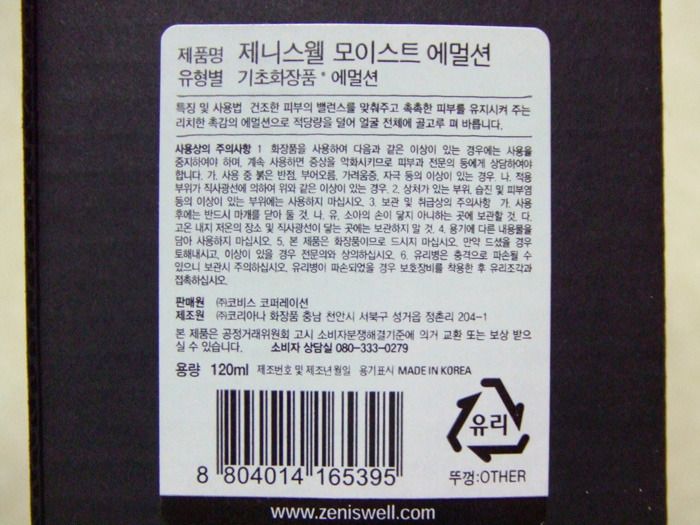 제품명 제니스웰 모이스트 에멀션
유형별 기초화장품 * 에멀션
특징 및 사용법 건조한 피부의 밸런스를 맞춰주고 촉촉한 피부를 유지시켜 주는
리치한 촉감의 에멀션으로 적당량을 덜어 얼굴 전체에 골고루 펴 바릅니다.
사용상의 주의사항 1. 화장품을 사용하여 다음과 같은 이상이 있는 경우에는 사용을
중지하여야 하며, 계속 사용하면 증상을 악화시키므로 피부과 전문의 등에게 상담하여야
합니다. 가. 사용 중 붉은 반점, 부어오름, 가려움증, 자극 등의 이상이 있는 경우. 나. 적용
부위가 직사광선에 의하여 위와 같은 이상이 있는 경우. 2. 상처가 있는 부위, 습진 및 피부염
등의 이상이 있는 부위에는 사용하지 마십시오. 3. 보관 및 취급상의 주의사항 가. 사용
후에는 반드시 마개를 닫아 둘 것. 나. 유, 소아의 손이 닿지 아니하는 곳에 보관할 것. 다.
고온 내지 저온의 장소 및 직사광선이 닿는 곳에는 보관하지 말 것. 4. 용기에 다른 내용물을
담아 사용하지 마십시오. 5. 본 제품은 화장품이므로 드시지 마십시오. 만약 드셨을 경우
토해내시고, 이상이 있을 경우 전문의와 상의하십시오. 6. 유리병은 충격으로 파손될 수
있으니 보관시 주의하십시오. 유리병이 파손되었을 경우 보호장비를 착용한 후 유리조각과
접촉하십시오.
판매원 ㈜코비스 코퍼레이션
제조원 ㈜코리아나 화장품 충남 천안시 서북구 성거읍 정촌리 204-1
본 제품은 공정거래위원회 고시 소비자분쟁해결기준에 의거 교환 또는 보상 받으
실 수 있습니다. 소비자 상담실 080-333-0279
용량 120ml 제조번호 및 제조년월일 용기표시 MADE IN KOREA
유리
8 804014 165395
뚜껑:OTHER
www.zeniswell.com